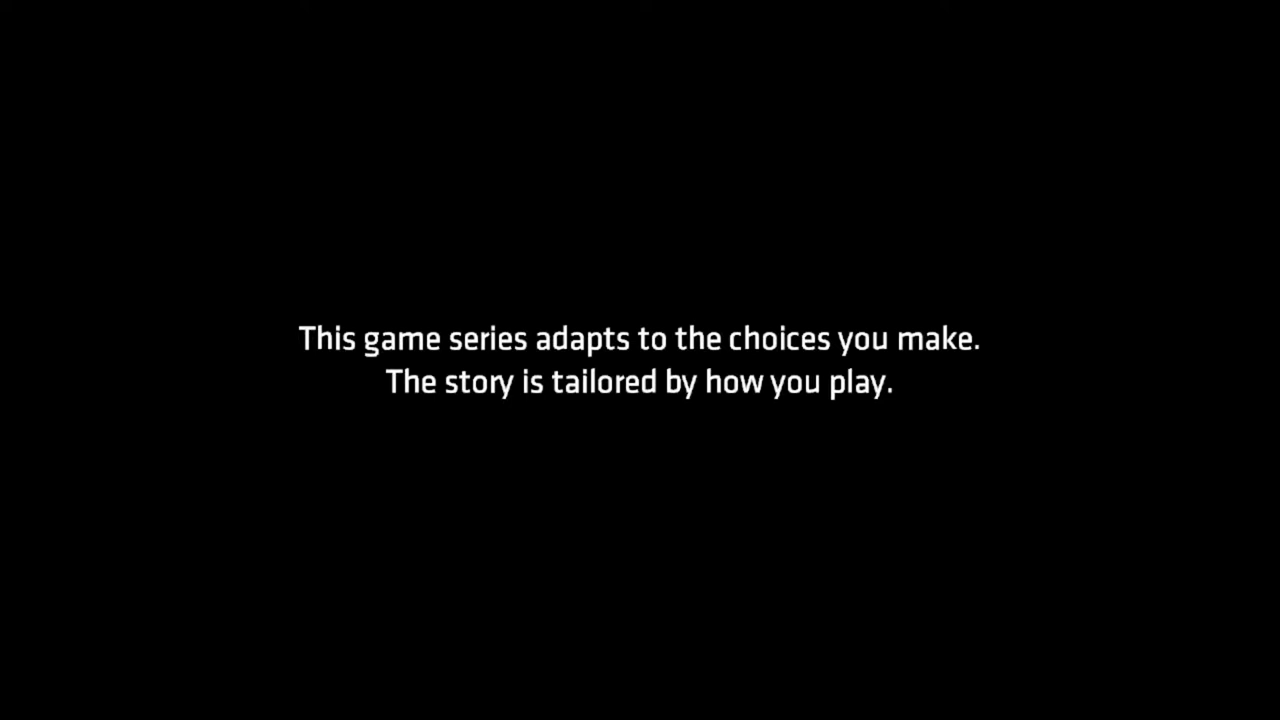 This game series adapts to the choices you make.
The story is tailored by how you play.